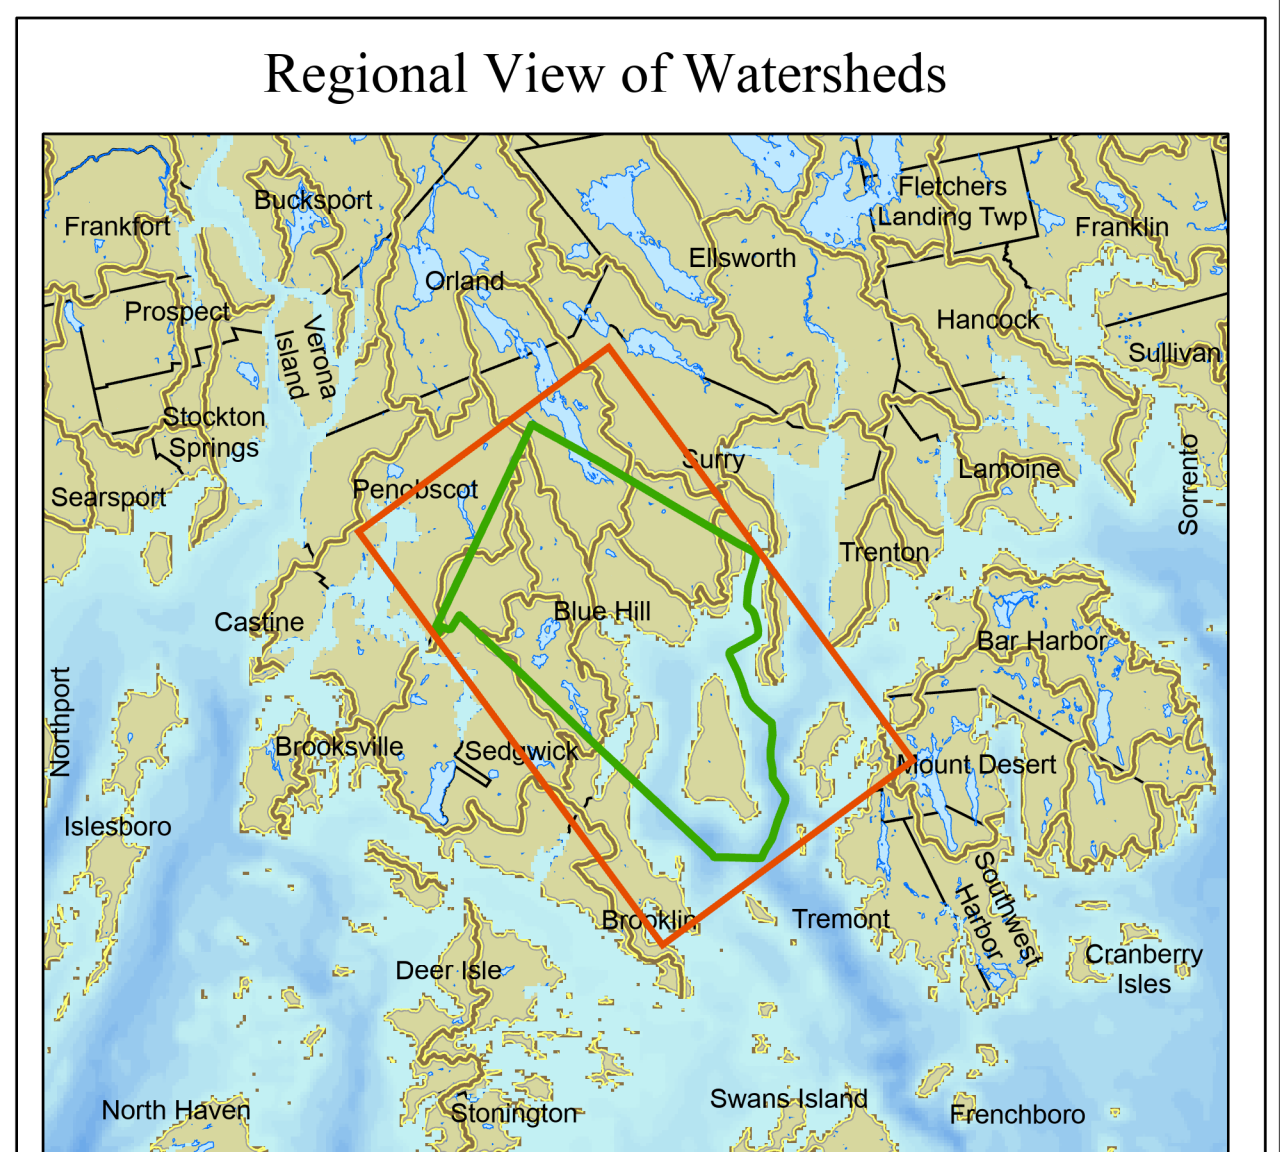 Regional View of Watersheds
Bucksport
Fletchers
Landing Twp
Frankfort
Franklin
Ellsworth
Orland
Prospect
Verona
Island
Hancock
Sullivan
Stockton
Springs
Surry
Lamoine
Sorrento
Searsport
Penobscot
Trenton
Castine
Blue Hill
Bar Harbor
Northport
Brooksville
Sedgwick
Mount Desert
Islesboro
Southwest
Harbor
Brooklin
Tremont
Cranberry
Isles
Deer Isle
North Haven
Stonington
Swans Island
Frenchboro